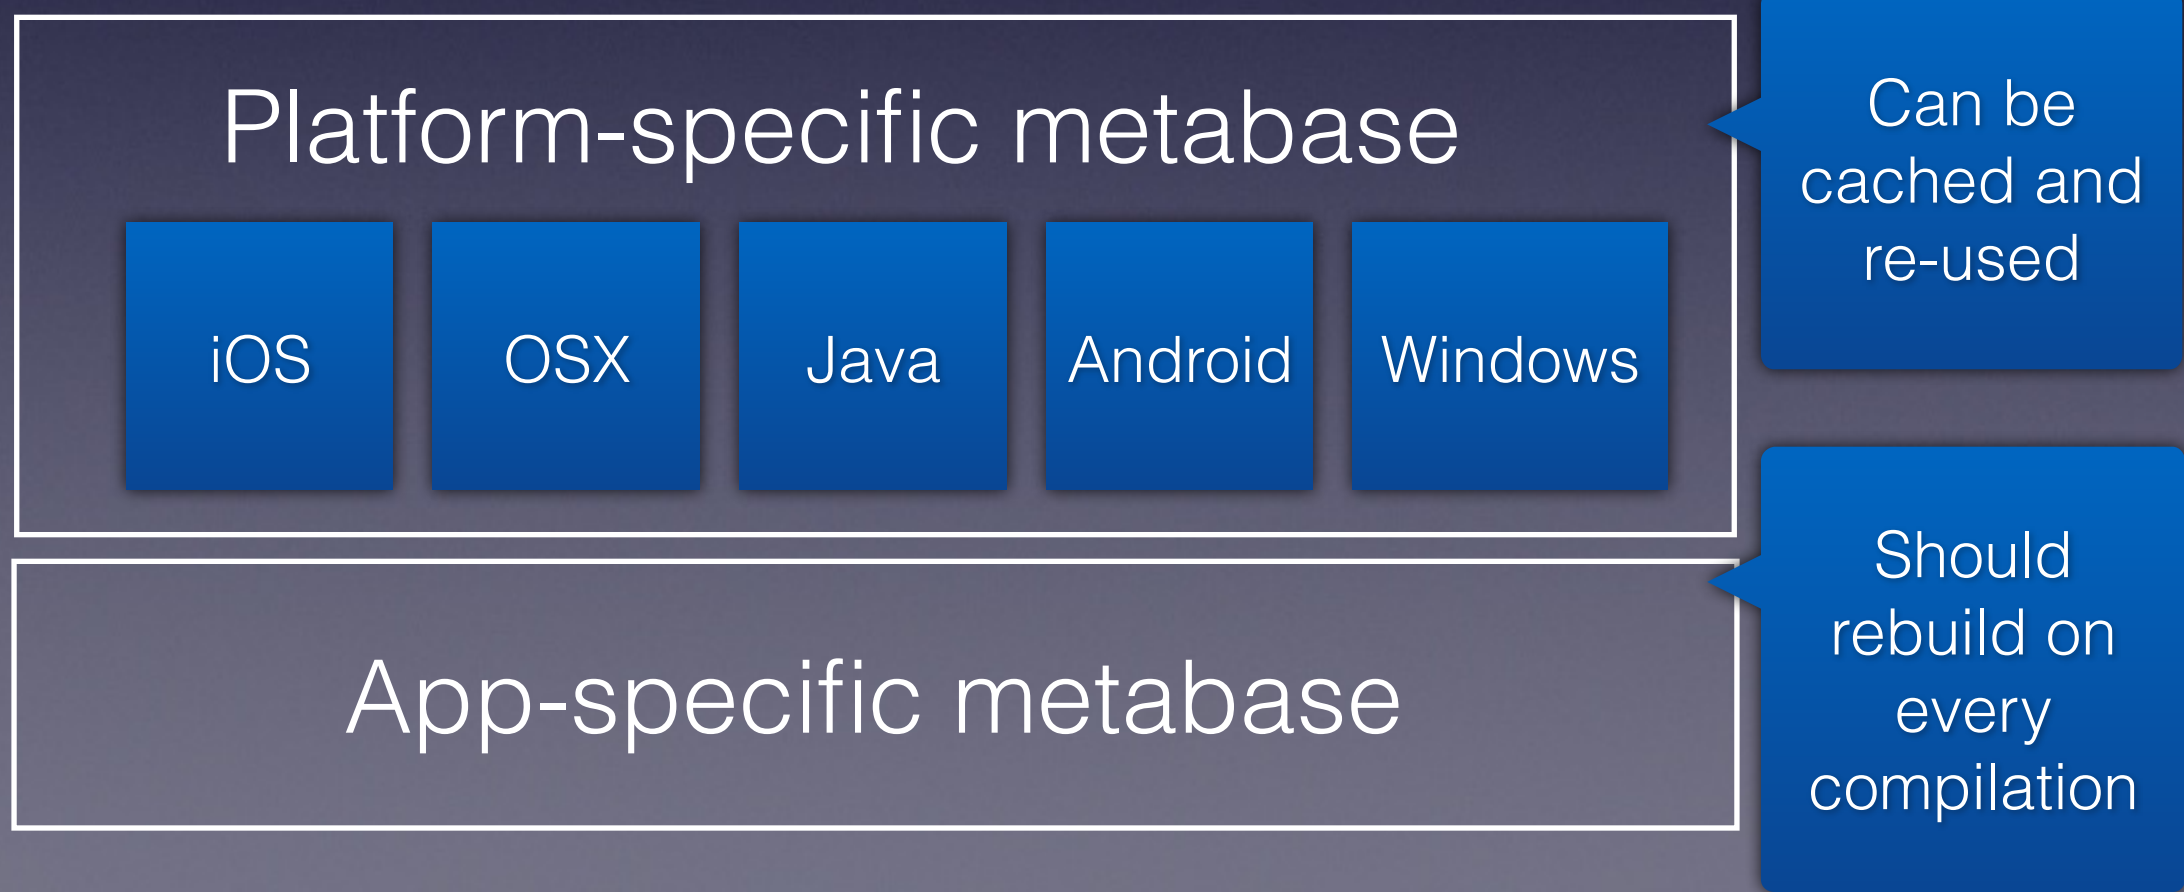 Platform-specific metabase
iOS
OSX
Java
Android
Windows
Can be
cached and
re-used
App-specific metabase
Should
rebuild on
every
compilation